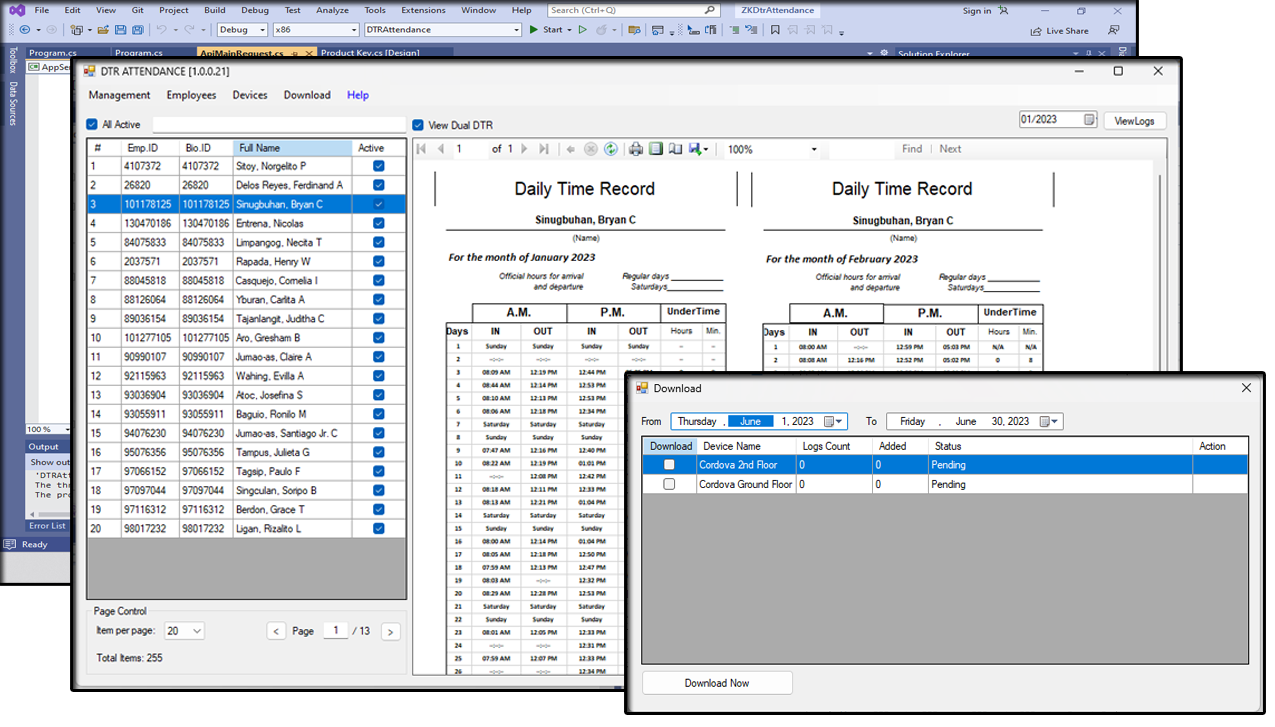 File Edit View Git Project Build Debug Test Analyze Tools Extensions Window Help Search (Ctrl+Q) ZKDtrAttendance Sign in
Debug x86 DTRAttendance Start Live Share
Program.cs Program.cs ApiMainRequest.cs Product Key.cs [Design] Solution Explorer
Toolbox
Data Sources
AppSer
100 %
Output
Show out
'DTRAtt
The thr
The pro
Error List
Ready
DTR ATTENDANCE [1.0.0.21]
Management Employees Devices Download Help
All Active
# Emp.ID Bio.ID Full Name Active
1 4107372 4107372 Sitoy, Norgelito P
2 26820 26820 Delos Reyes, Ferdinand A
3 101178125 101178125 Sinugbuhan, Bryan C
4 130470186 130470186 Entrena, Nicolas
5 84075833 84075833 Limpangog, Necita T
6 2037571 2037571 Rapada, Henry W
7 88045818 88045818 Casquejo, Cornelia I
8 88126064 88126064 Yburan, Carlita A
9 89036154 89036154 Tajanlangit, Juditha C
10 101277105 101277105 Aro, Gresham B
11 90990107 90990107 Jumao-as, Claire A
12 92115963 92115963 Wahing, Evilla A
13 93036904 93036904 Atoc, Josefina S
14 93055911 93055911 Baguio, Ronilo M
15 94076230 94076230 Jumao-as, Santiago Jr. C
16 95076356 95076356 Tampus, Julieta G
17 97066152 97066152 Tagsip, Paulo F
18 97097044 97097044 Singculan, Soripo B
19 97116312 97116312 Berdon, Grace T
20 98017232 98017232 Ligan, Rizalito L
Page Control
Item per page: 20 < Page 1 / 13 >
Total Items: 255
View Dual DTR 01/2023 ViewLogs
1 of 1 100% Find | Next
Daily Time Record
Sinugbuhan, Bryan C
(Name)
For the month of January 2023
Official hours for arrival Regular days
and departure Saturdays
A.M. P.M. UnderTime
Days IN OUT IN OUT Hours Min.
1 Sunday Sunday Sunday Sunday -- --
2 --:-- --:-- --:-- --:-- -- --
3 08:09 AM 12:19 PM 12:44 PM
4 08:44 AM 12:14 PM 12:53 PM
5 08:10 AM 12:13 PM 12:53 PM
6 08:06 AM 12:18 PM 12:34 PM
7 Saturday Saturday Saturday
8 Sunday Sunday Sunday
9 07:47 AM 12:16 PM 12:40 PM
10 08:22 AM 12:19 PM 01:01 PM
11 --:-- 12:08 PM 12:42 PM
12 08:18 AM 12:11 PM 12:33 PM
13 08:13 AM 12:21 PM 01:04 PM
14 Saturday Saturday Saturday
15 Sunday Sunday Sunday
16 08:00 AM 12:14 PM 01:04 PM
17 08:05 AM 12:18 PM 12:50 PM
18 07:59 AM 12:13 PM 12:47 PM
19 08:03 AM --:-- 12:32 PM
20 08:29 AM 12:28 PM 12:53 PM
21 Saturday Saturday Saturday
22 Sunday Sunday Sunday
23 08:01 AM 12:05 PM 12:33 PM
24 --:-- --:-- 12:31 PM
25 07:59 AM 12:07 PM 12:33 PM
26 --:-- --:-- 12:34 PM
Daily Time Record
Sinugbuhan, Bryan C
(Name)
For the month of February 2023
Official hours for arrival Regular days
and departure Saturdays
A.M. P.M. UnderTime
Days IN OUT IN OUT Hours Min.
1 08:00 AM --:-- 12:59 PM 05:03 PM N/A N/A
2 08:08 AM 12:16 PM 12:52 PM 05:02 PM 0 8
Download
From Thursday , June 1, 2023 To Friday , June 30, 2023
Download Device Name Logs Count Added Status Action
Cordova 2nd Floor 0 0 Pending
Cordova Ground Floor 0 0 Pending
Download Now